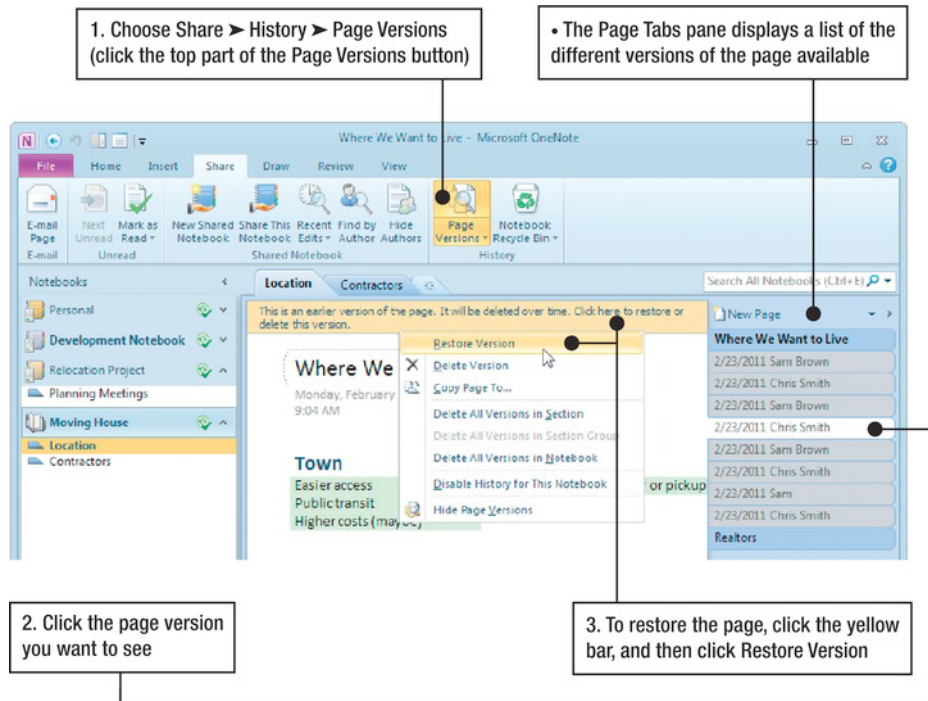 1. Choose Share ➤ History ➤ Page Versions
(click the top part of the Page Versions button)
• The Page Tabs pane displays a list of the
different versions of the page available
Where We Want to Live - Microsoft OneNote
File Home Insert Share Draw Review View
E-mail Page
Next Unread
Mark as Read
New Shared Notebook
Share This Notebook
Recent Edits
Find by Author
Hide Authors
Page Versions
Notebook Recycle Bin
E-mail Unread Shared Notebook History
Notebooks
Location Contractors
Search All Notebooks (Ctrl+E)
Personal
Development Notebook
Relocation Project
Planning Meetings
Moving House
Location
Contractors
This is an earlier version of the page. It will be deleted over time. Click here to restore or
delete this version.
Where We
Monday, February
9:04 AM
Town
Easier access
Public transit
Higher costs (maybe)
or pickup
Restore Version
Delete Version
Copy Page To...
Delete All Versions in Section
Delete All Versions in Section Group
Delete All Versions in Notebook
Disable History for This Notebook
Hide Page Versions
New Page
Where We Want to Live
2/23/2011 Sam Brown
2/23/2011 Chris Smith
2/23/2011 Sam Brown
2/23/2011 Chris Smith
2/23/2011 Sam Brown
2/23/2011 Chris Smith
2/23/2011 Sam
2/23/2011 Chris Smith
Realtors
2. Click the page version
you want to see
3. To restore the page, click the yellow
bar, and then click Restore Version